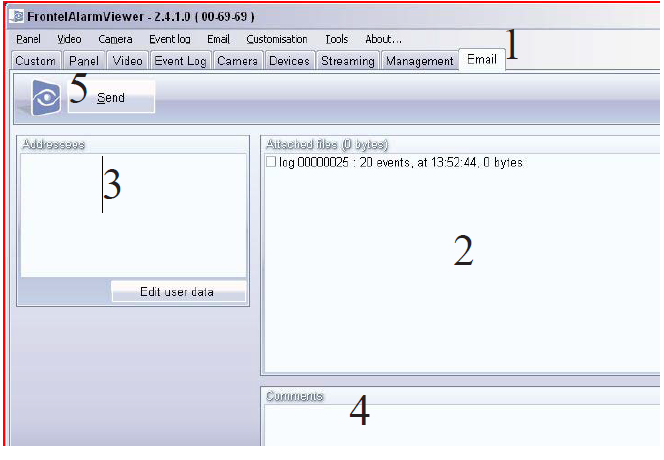 FrontelAlarmViewer - 2.4.1.0 ( 00-69-69 )
Panel Video Camera Event log Email Customisation Tools About...
Custom Panel Video Event Log Camera Devices Streaming Management Email 1
5 Send
Addressees
3
Edit user data
Attached files (0 bytes)
log 00000025 : 20 events, at 13:52:44, 0 bytes
2
Comments
4